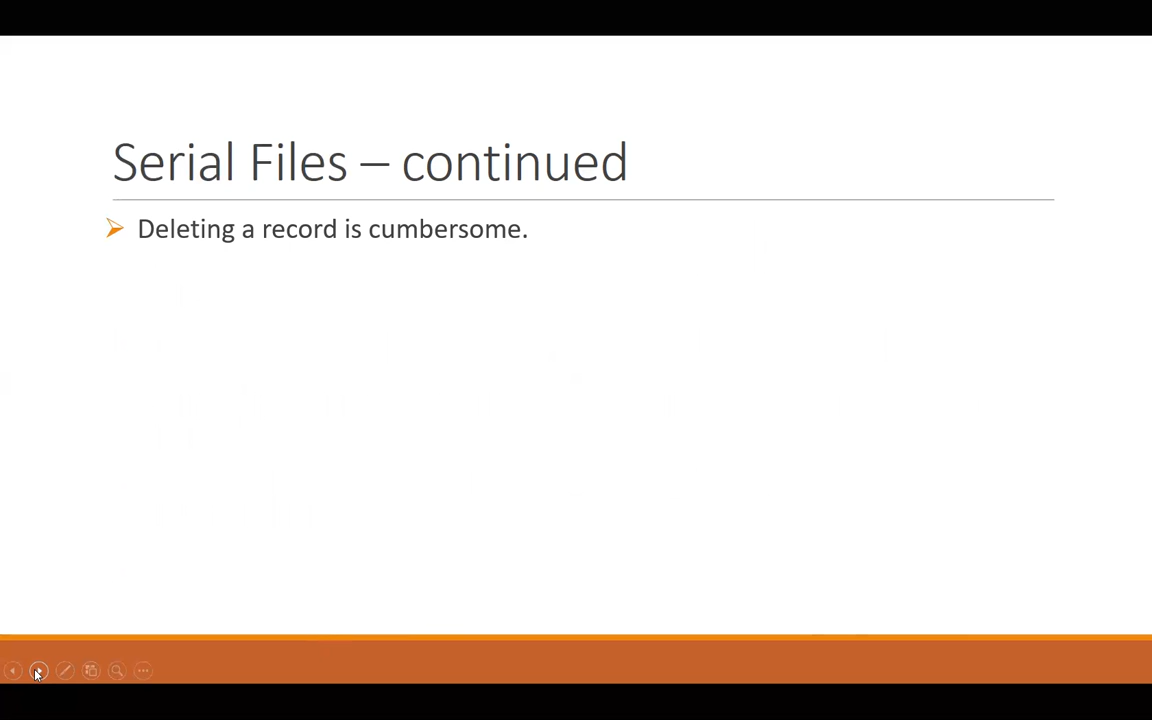 Serial Files – continued
Deleting a record is cumbersome.